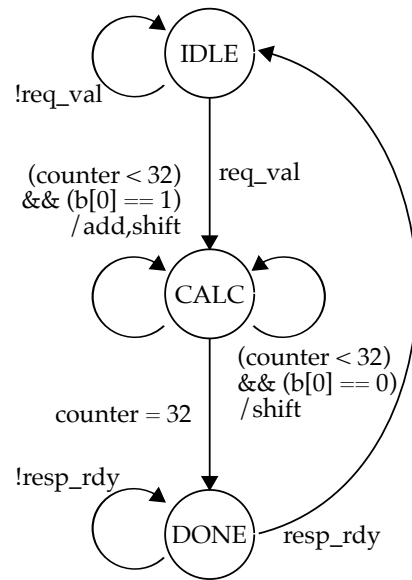 IDLE
!req_val
req_val
(counter < 32)
&& (b[0] == 1)
/add,shift
CALC
(counter < 32)
&& (b[0] == 0)
/shift
counter = 32
!resp_rdy
DONE
resp_rdy